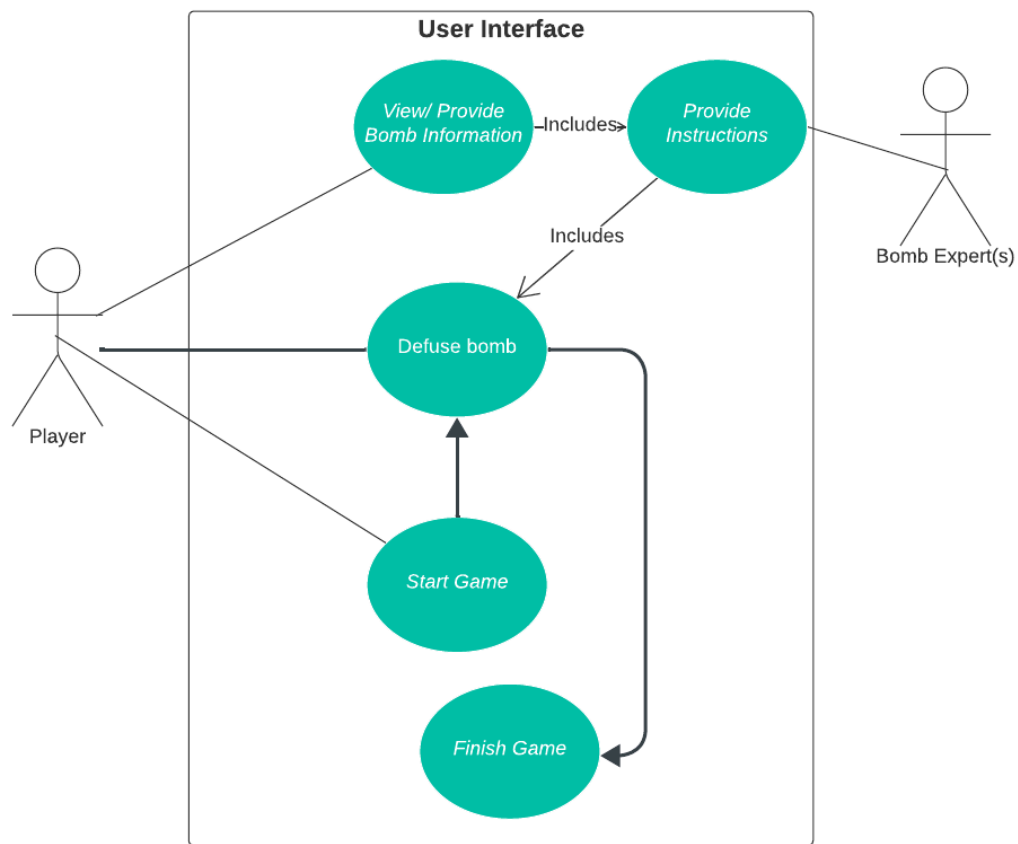 User Interface
View/ Provide
Bomb Information
Includes
Provide
Instructions
Includes
Bomb Expert(s)
Defuse bomb
Player
Start Game
Finish Game